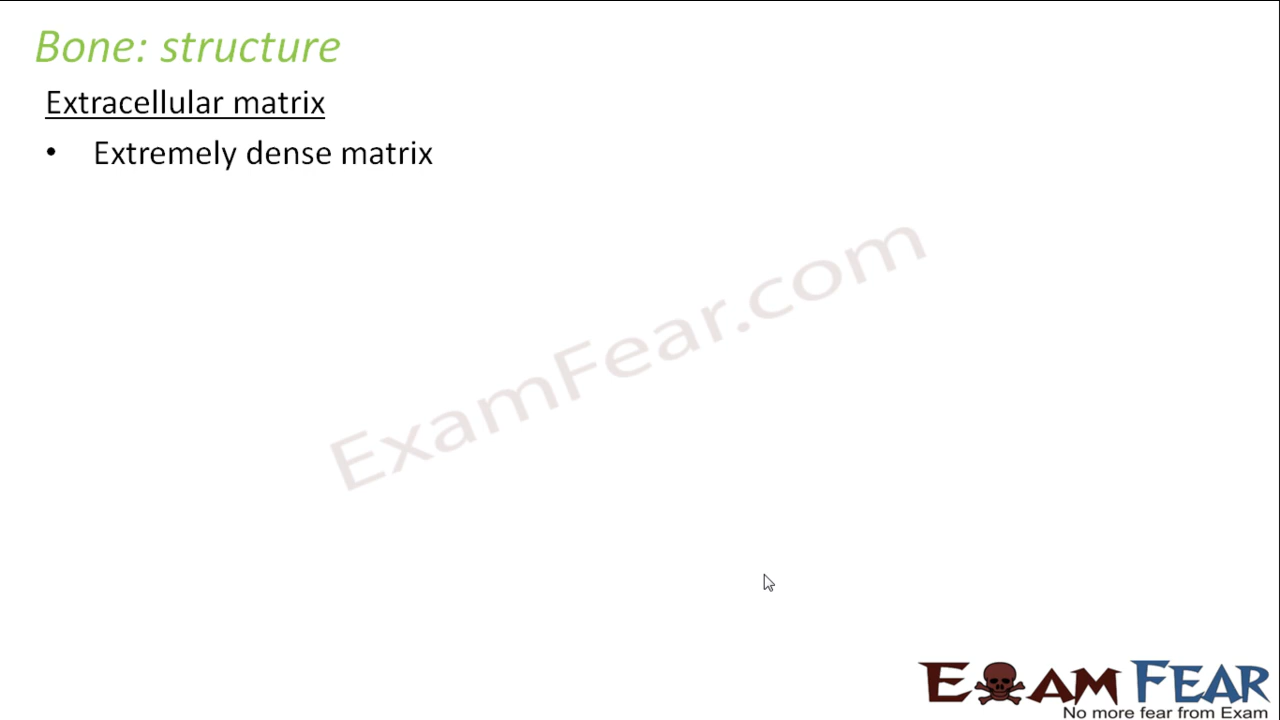 Bone: structure
Extracellular matrix
• Extremely dense matrix
ExamFear.com
EXAM FEAR
No more fear from Exam